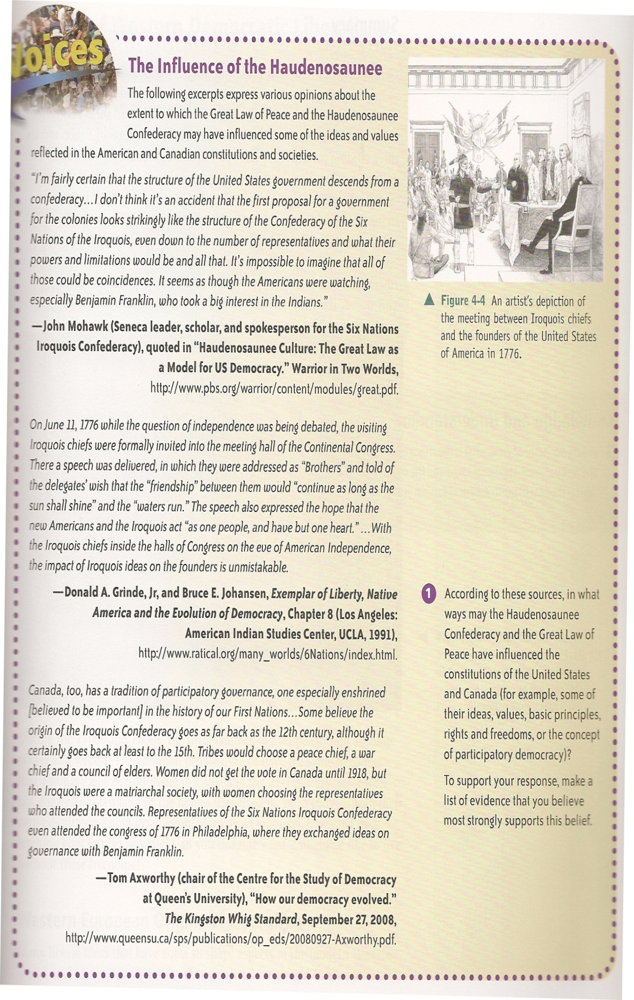 Voices
The Influence of the Haudenosaunee
The following excerpts express various opinions about the
extent to which the Great Law of Peace and the Haudenosaunee
Confederacy may have influenced some of the ideas and values
reflected in the American and Canadian constitutions and societies.
“I’m fairly certain that the structure of the United States government descends from a
confederacy…I don’t think it’s an accident that the first proposal for a government
for the colonies looks strikingly like the structure of the Confederacy of the Six
Nations of the Iroquois, even down to the number of representatives and what their
powers and limitations would be and all that. It’s impossible to imagine that all of
those could be coincidences. It seems as though the Americans were watching,
especially Benjamin Franklin, who took a big interest in the Indians.”
—John Mohawk (Seneca leader, scholar, and spokesperson for the Six Nations
Iroquois Confederacy), quoted in “Haudenosaunee Culture: The Great Law as
a Model for US Democracy.” Warrior in Two Worlds,
http://www.pbs.org/warrior/content/modules/great.pdf.
On June 11, 1776 while the question of independence was being debated, the visiting
Iroquois chiefs were formally invited into the meeting hall of the Continental Congress.
There a speech was delivered, in which they were addressed as “Brothers” and told of
the delegates’ wish that the “friendship” between them would “continue as long as the
sun shall shine” and the “waters run.” The speech also expressed the hope that the
new Americans and the Iroquois act “as one people, and have but one heart.” …With
the Iroquois chiefs inside the halls of Congress on the eve of American Independence,
the impact of Iroquois ideas on the founders is unmistakable.
—Donald A. Grinde, Jr, and Bruce E. Johansen, Exemplar of Liberty, Native
America and the Evolution of Democracy, Chapter 8 (Los Angeles:
American Indian Studies Center, UCLA, 1991),
http://www.ratical.org/many_worlds/6Nations/index.html.
Canada, too, has a tradition of participatory governance, one especially enshrined
[believed to be important] in the history of our First Nations…Some believe the
origin of the Iroquois Confederacy goes as far back as the 12th century, although it
certainly goes back at least to the 15th. Tribes would choose a peace chief, a war
chief and a council of elders. Women did not get the vote in Canada until 1918, but
the Iroquois were a matriarchal society, with women choosing the representatives
who attended the councils. Representatives of the Six Nations Iroquois Confederacy
even attended the congress of 1776 in Philadelphia, where they exchanged ideas on
governance with Benjamin Franklin.
—Tom Axworthy (chair of the Centre for the Study of Democracy
at Queen’s University), “How our democracy evolved.”
The Kingston Whig Standard, September 27, 2008,
http://www.queensu.ca/sps/publications/op_eds/20080927-Axworthy.pdf.
▲ Figure 4-4 An artist’s depiction of
the meeting between Iroquois chiefs
and the founders of the United States
of America in 1776.
1 According to these sources, in what
ways may the Haudenosaunee
Confederacy and the Great Law of
Peace have influenced the
constitutions of the United States
and Canada (for example, some of
their ideas, values, basic principles,
rights and freedoms, or the concept
of participatory democracy)?
To support your response, make a
list of evidence that you believe
most strongly supports this belief.